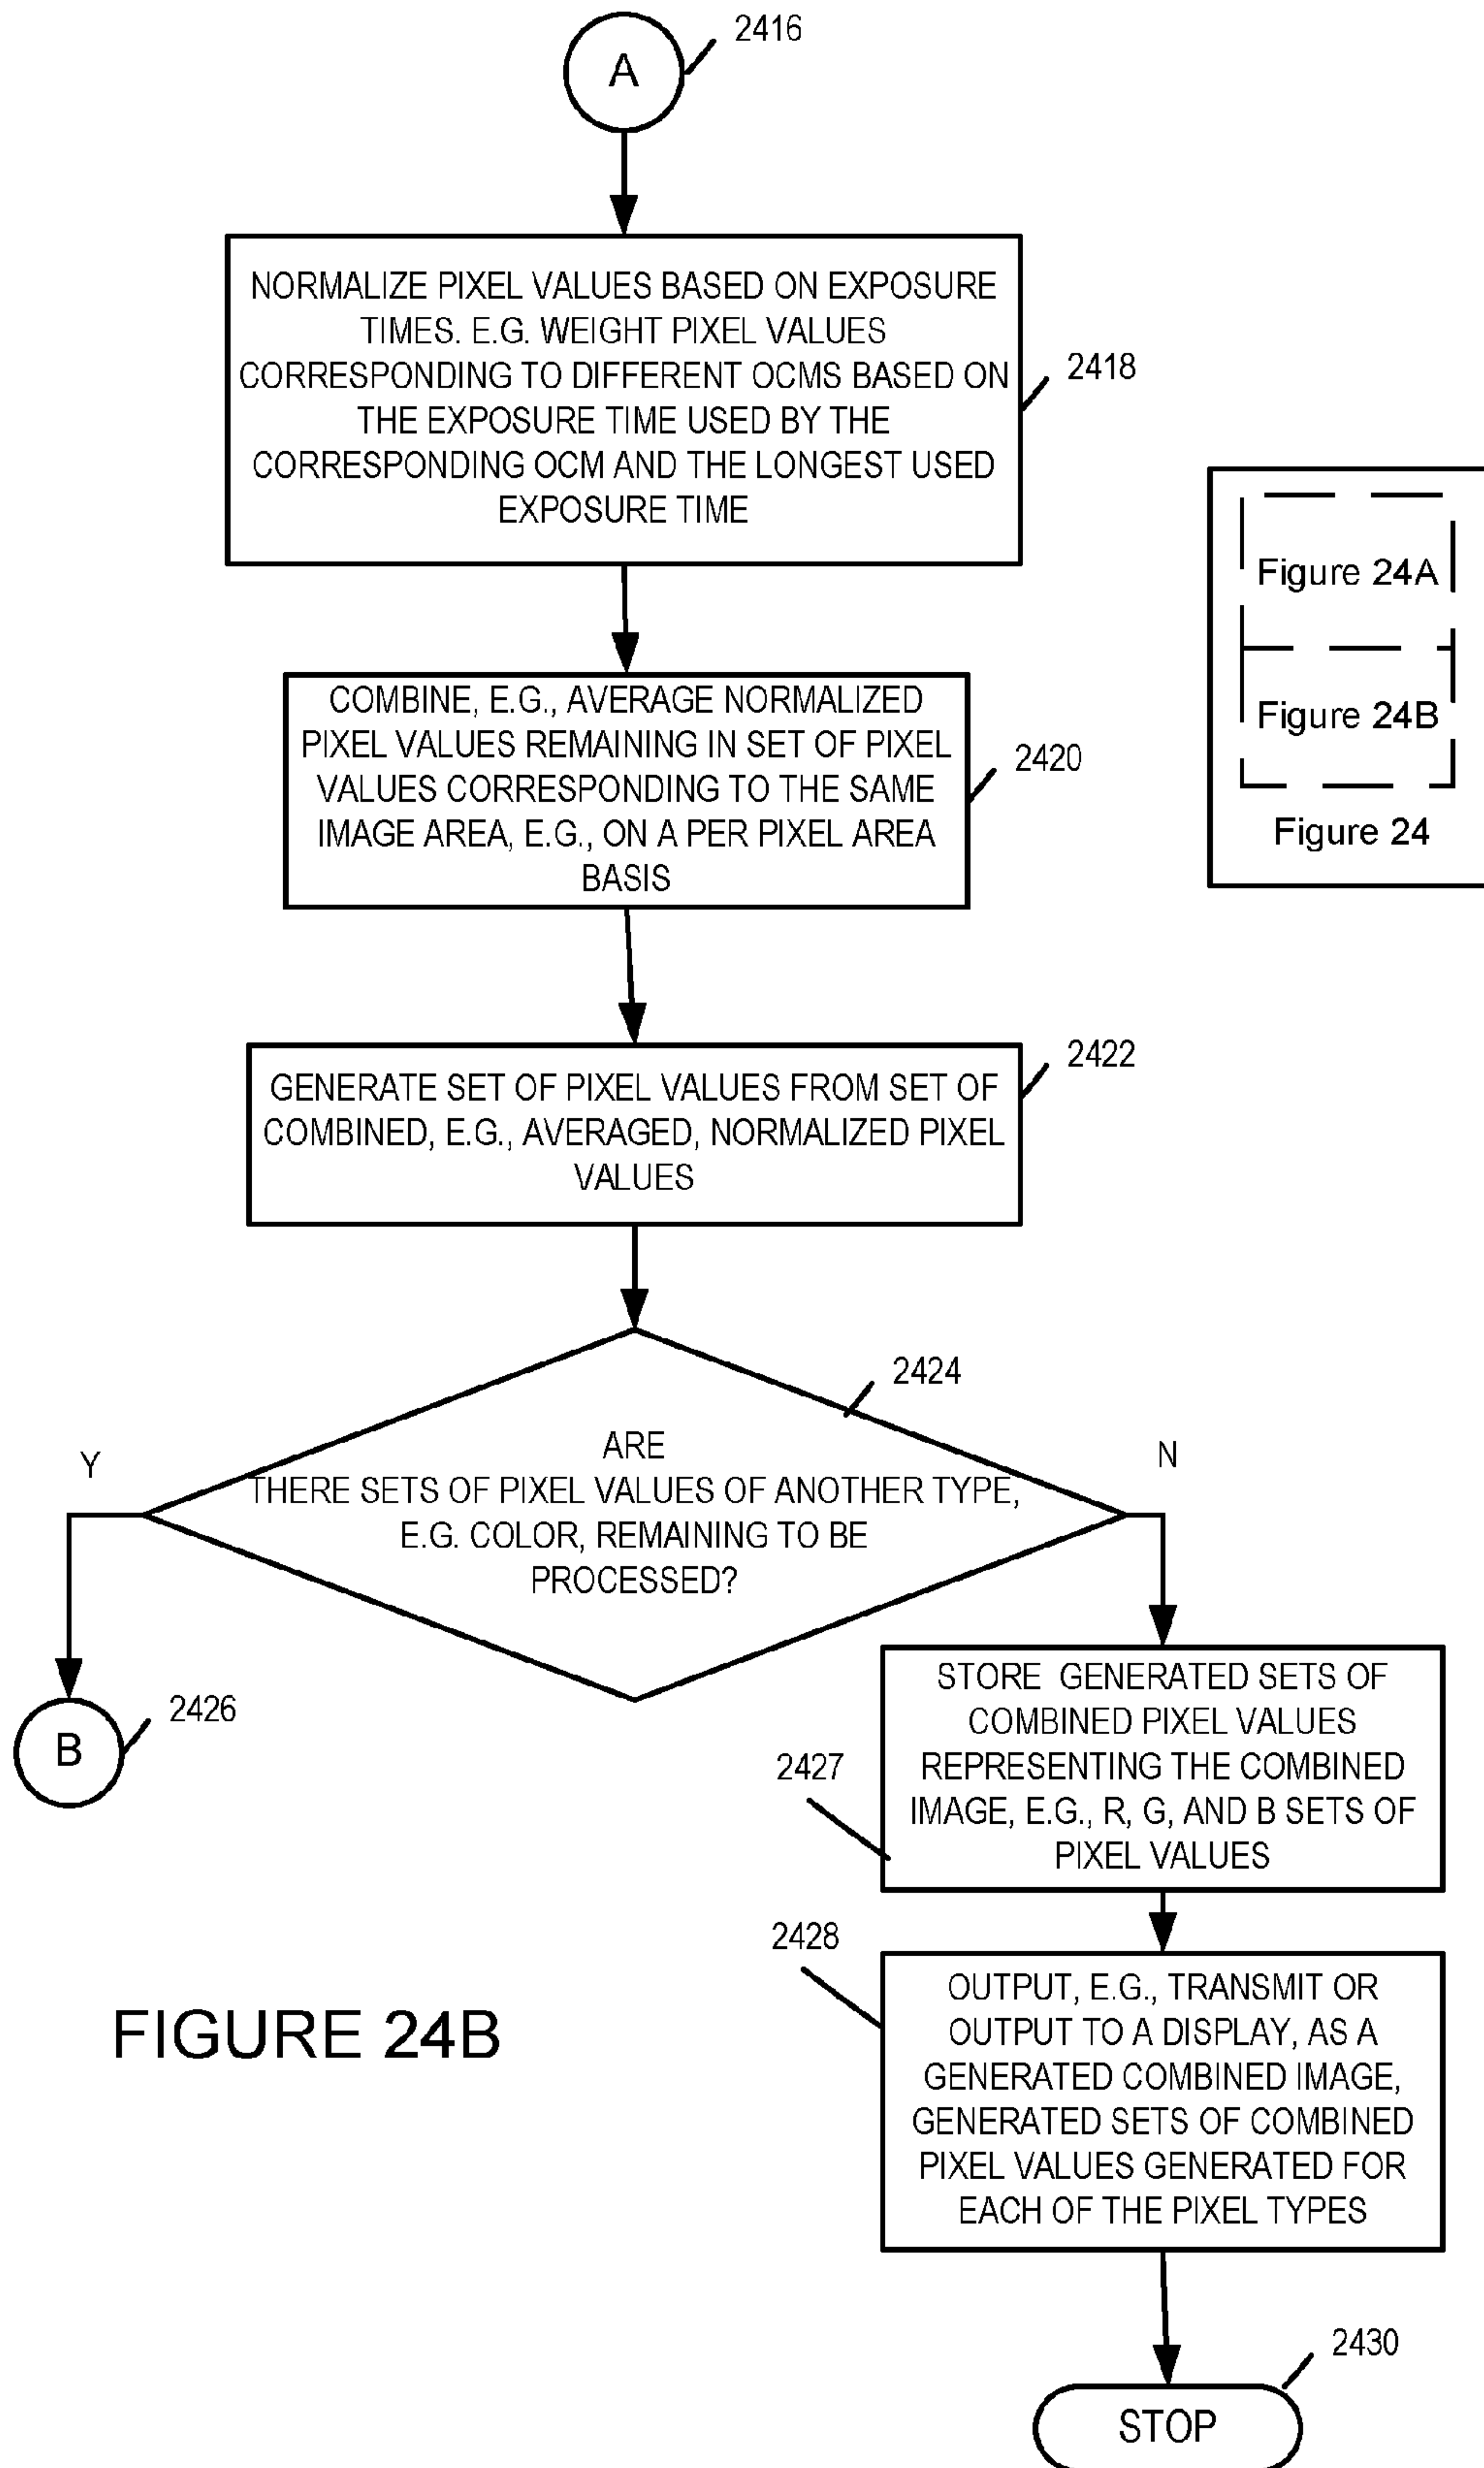 2416
A
NORMALIZE PIXEL VALUES BASED ON EXPOSURE
TIMES. E.G. WEIGHT PIXEL VALUES
CORRESPONDING TO DIFFERENT OCMS BASED ON
THE EXPOSURE TIME USED BY THE
CORRESPONDING OCM AND THE LONGEST USED
EXPOSURE TIME
2418
Figure 24A
Figure 24B
Figure 24
COMBINE, E.G., AVERAGE NORMALIZED
PIXEL VALUES REMAINING IN SET OF PIXEL
VALUES CORRESPONDING TO THE SAME
IMAGE AREA, E.G., ON A PER PIXEL AREA
BASIS
2420
2422
GENERATE SET OF PIXEL VALUES FROM SET OF
COMBINED, E.G., AVERAGED, NORMALIZED PIXEL
VALUES
2424
ARE
THERE SETS OF PIXEL VALUES OF ANOTHER TYPE,
E.G. COLOR, REMAINING TO BE
PROCESSED?
Y
N
B
2426
2427
STORE GENERATED SETS OF
COMBINED PIXEL VALUES
REPRESENTING THE COMBINED
IMAGE, E.G., R, G, AND B SETS OF
PIXEL VALUES
2428
OUTPUT, E.G., TRANSMIT OR
OUTPUT TO A DISPLAY, AS A
GENERATED COMBINED IMAGE,
GENERATED SETS OF COMBINED
PIXEL VALUES GENERATED FOR
EACH OF THE PIXEL TYPES
FIGURE 24B
2430
STOP